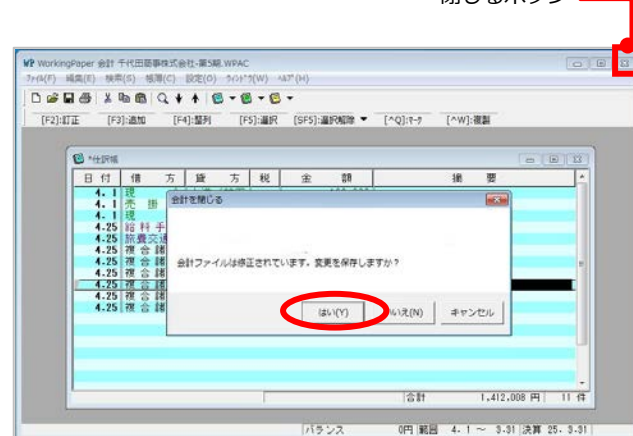 WorkingPaper 会計 千代田商事株式会社-第5期.WPAC
ﾌｧｲﾙ(F) 編集(E) 検索(S) 帳簿(C) 設定(O) ｳｨﾝﾄﾞｳ(W) ﾍﾙﾌﾟ(H)
[F2]:訂正 [F3]:追加 [F4]:整列 [F5]:選択 [SF5]:選択解除 ▼ [^Q]:ﾏｰｸ [^W]:複製
*仕訳帳
日 付 借 方 貸 方 税 金 額 摘 要
4. 1 現
4. 1 売 掛
4. 1 現
4.25 給 料 手
4.25 旅費交通
4.25 複 合 諸
4.25 複 合 諸
4.25 複 合 諸
4.25 複 合 諸
4.25 複 合 諸
4.25 複 合 諸
会計を閉じる
会計ファイルは修正されています。変更を保存しますか?
はい(Y) いいえ(N) キャンセル
合計 1,412,008 円 11 件
バランス 0円 範囲 4. 1 ～ 3.31 決算 25. 3.31